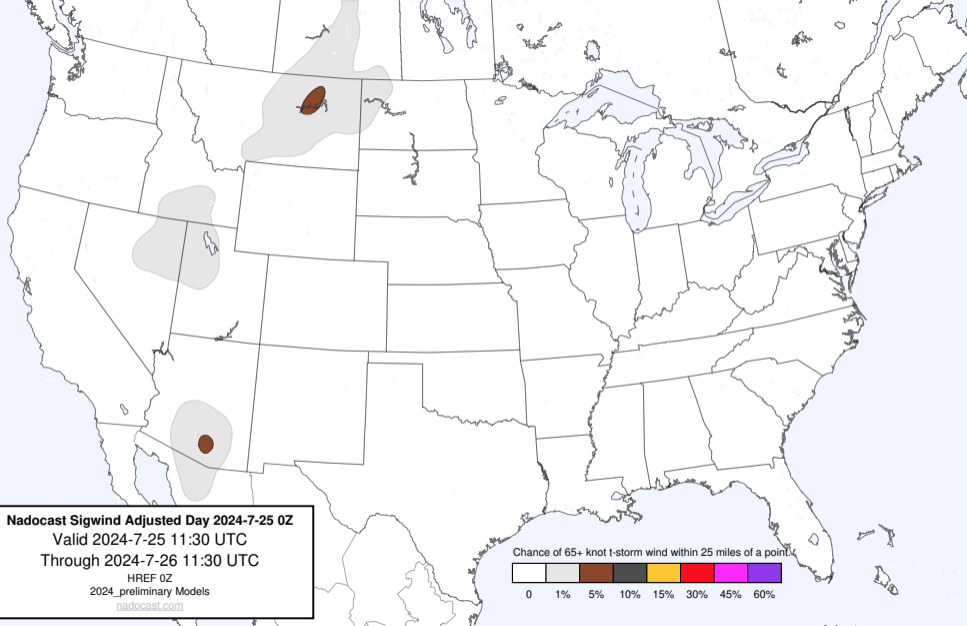 Nadocast Sigwind Adjusted Day 2024-7-25 0Z
Valid 2024-7-25 11:30 UTC
Through 2024-7-26 11:30 UTC
HREF 0Z
2024_preliminary Models
nadocast.com
Chance of 65+ knot t-storm wind within 25 miles of a point.
0 1% 5% 10% 15% 30% 45% 60%